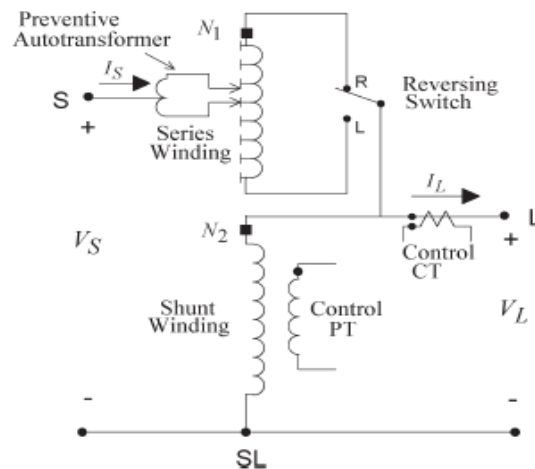 Preventive
Autotransformer
N1
IS
S
+
Series
Winding
R
L
Reversing
Switch
IL
L
+
Control
CT
N2
VS
Shunt
Winding
Control
PT
VL
-
-
SL